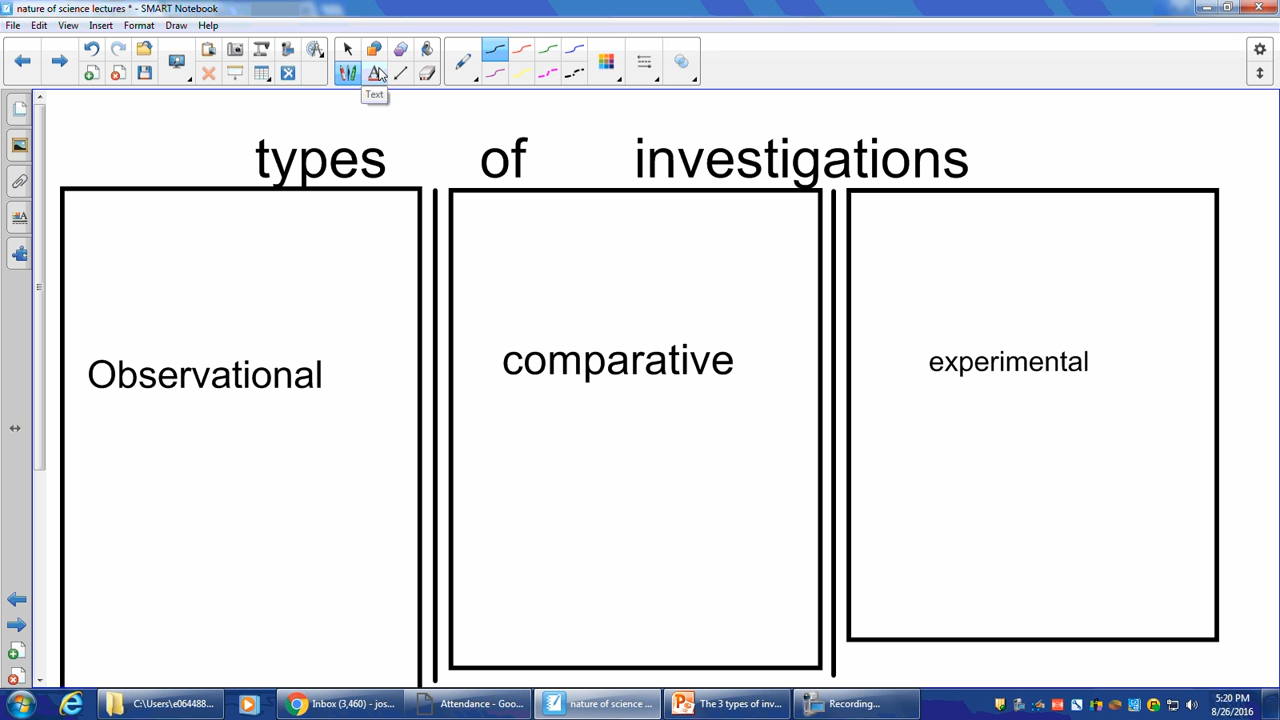 nature of science lectures * - SMART Notebook
File Edit View Insert Format Draw Help
Text
types of investigations
Observational
comparative
experimental
C:\Users\e064488...
Inbox (3,460) - jos...
Attendance - Goo...
nature of science ...
The 3 types of inv...
Recording...
5:20 PM
8/26/2016